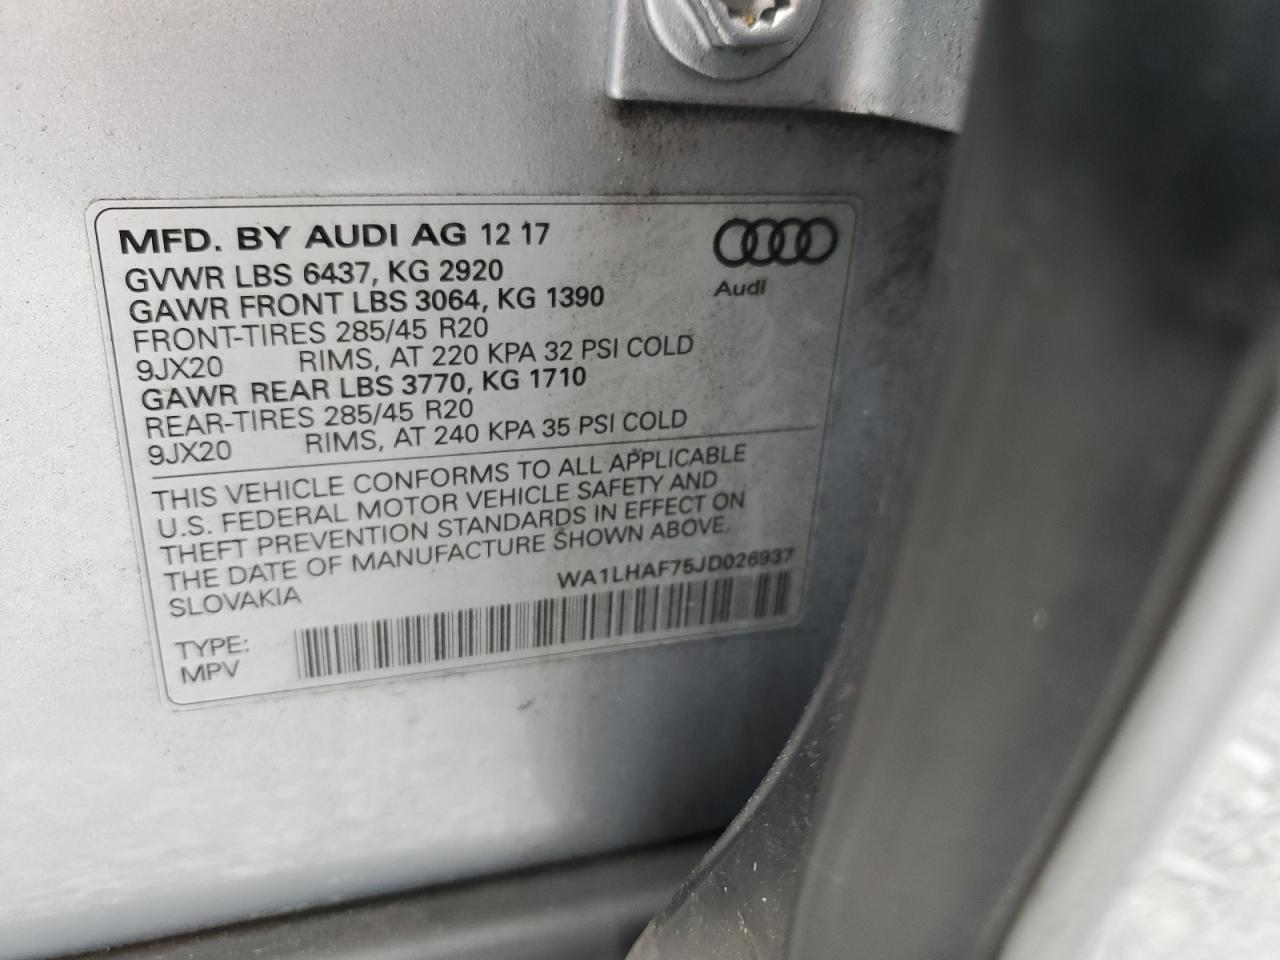 MFD. BY AUDI AG 12 17
GVWR LBS 6437, KG 2920
GAWR FRONT LBS 3064, KG 1390
FRONT-TIRES 285/45 R20
9JX20 RIMS, AT 220 KPA 32 PSI COLD
GAWR REAR LBS 3770, KG 1710
REAR-TIRES 285/45 R20
9JX20 RIMS, AT 240 KPA 35 PSI COLD
Audi
THIS VEHICLE CONFORMS TO ALL APPLICABLE
U.S. FEDERAL MOTOR VEHICLE SAFETY AND
THEFT PREVENTION STANDARDS IN EFFECT ON
THE DATE OF MANUFACTURE SHOWN ABOVE.
SLOVAKIA WA1LHAF75JD026937
TYPE:
MPV